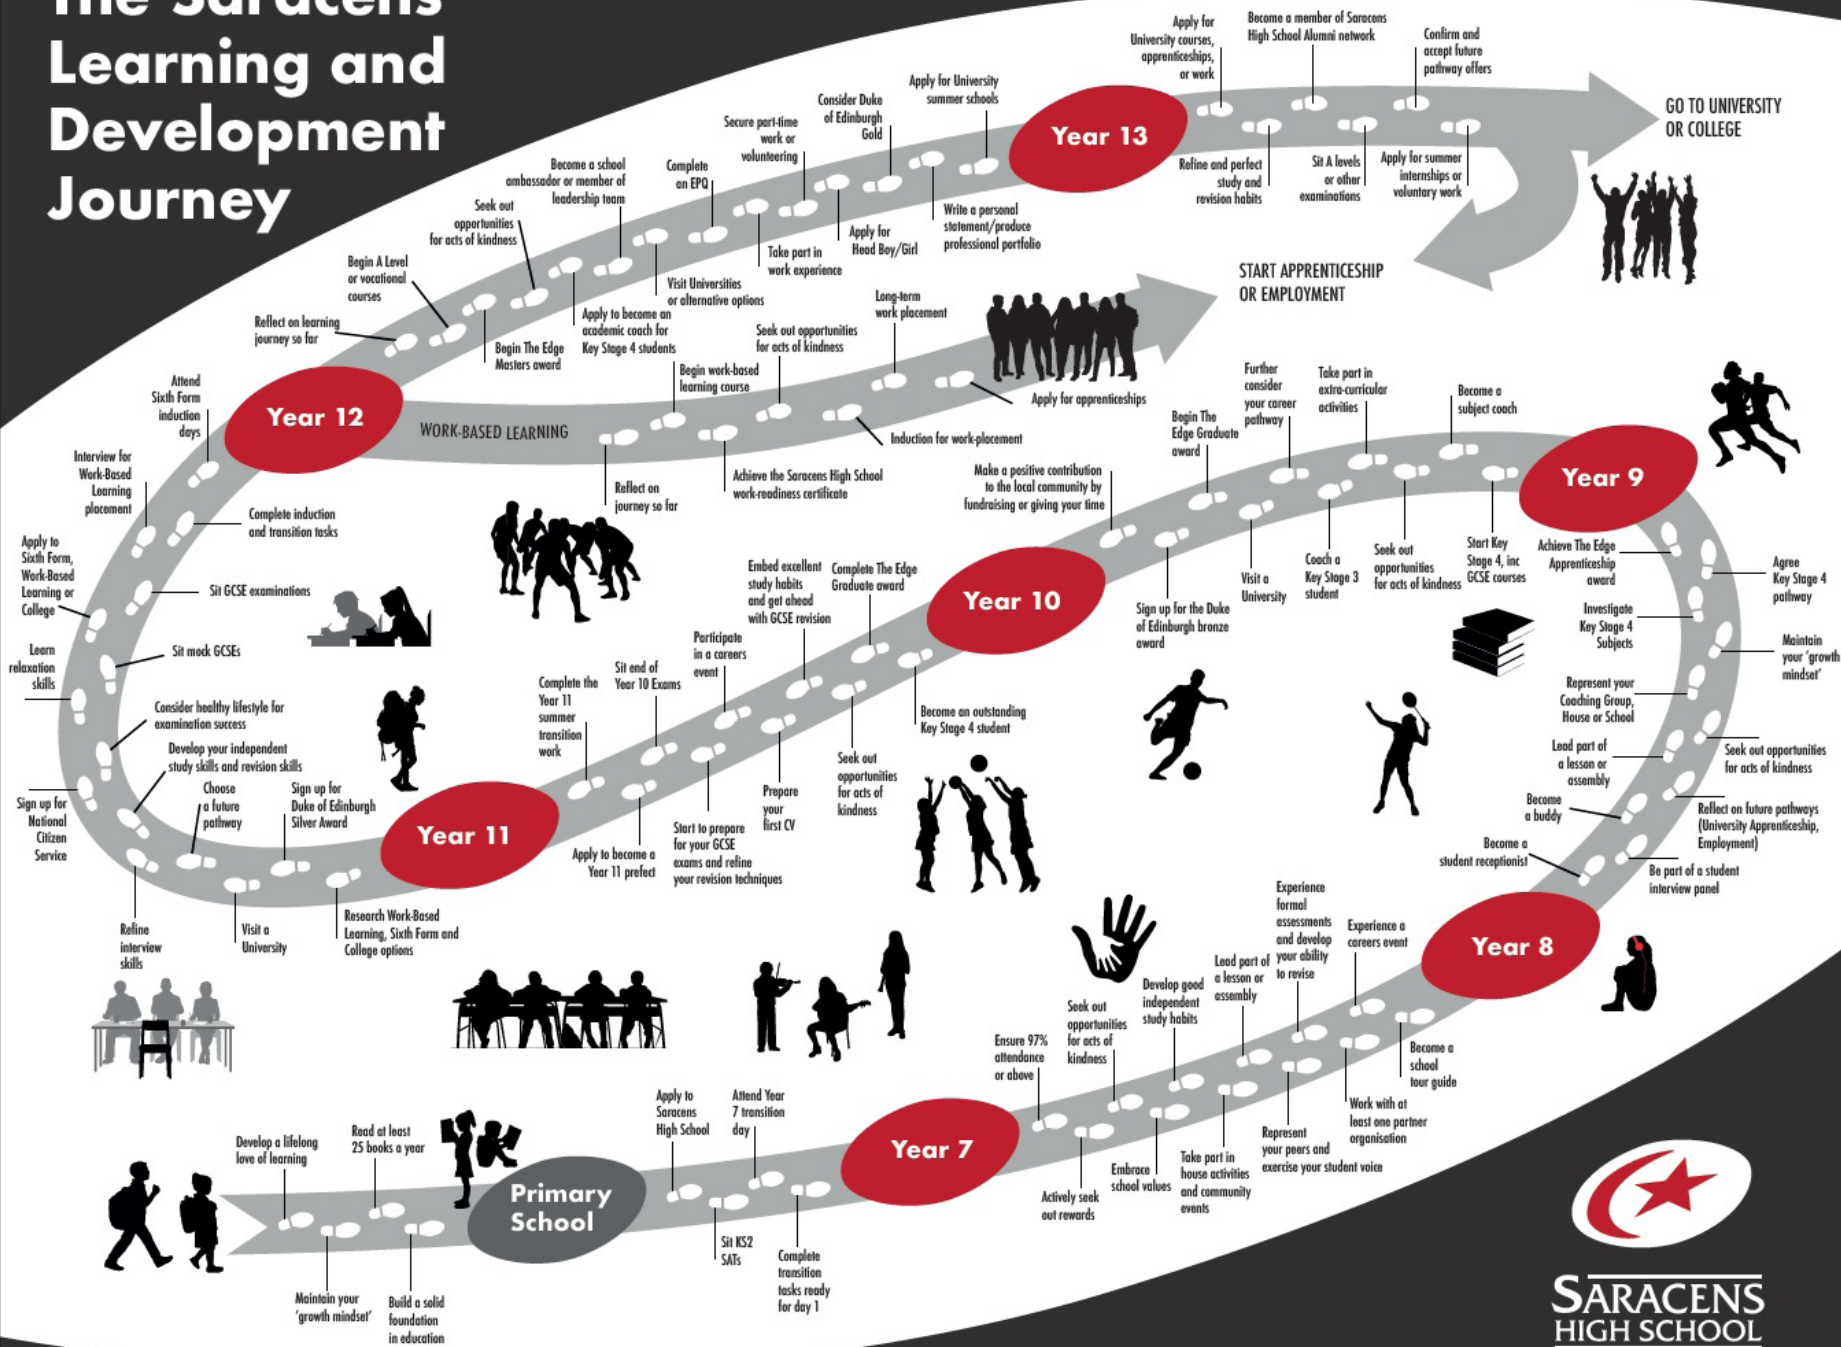 The Saracens
Learning and
Development
Journey
Develop a lifelong
love of learning
Read at least
25 books a year
Maintain your
'growth mindset'
Build a solid
foundation
in education
Primary
School
Apply to
Saracens
High School
Attend Year
7 transition
day
Sit KS2
SATs
Complete
transition
tasks ready
for day 1
Year 7
Ensure 97%
attendance
or above
Actively seek
out rewards
Seek out
opportunities
for acts of
kindness
Embrace
school values
Develop good
independent
study habits
Take part in
house activities
and community
events
Lead part of
a lesson or
assembly
Represent
your peers and
exercise your student voice
Experience
formal
assessments
and develop
your ability
to revise
Work with at
least one partner
organisation
Experience a
careers event
Become a
school
tour guide
Year 8
Become a
student receptionist
Be part of a student
interview panel
Become
a buddy
Reflect on future pathways
(University Apprenticeship,
Employment)
Lead part of
a lesson or
assembly
Seek out opportunities
for acts of kindness
Represent your
Coaching Group,
House or School
Maintain
your 'growth
mindset'
Investigate
Key Stage 4
Subjects
Agree
Key Stage 4
pathway
Achieve The Edge
Apprenticeship
award
Year 9
Start Key
Stage 4, inc
GCSE courses
Become a
subject coach
Seek out
opportunities
for acts of kindness
Take part in
extra-curricular
activities
Coach a
Key Stage 3
student
Further
consider
your career
pathway
Visit a
University
Begin The
Edge Graduate
award
Sign up for the Duke
of Edinburgh bronze
award
Make a positive contribution
to the local community by
fundraising or giving your time
Year 10
Become an outstanding
Key Stage 4 student
Complete The Edge
Graduate award
Seek out
opportunities
for acts of
kindness
Embed excellent
study habits
and get ahead
with GCSE revision
Prepare
your
first CV
Participate
in a careers
event
Start to prepare
for your GCSE
exams and refine
your revision techniques
Sit end of
Year 10 Exams
Apply to become a
Year 11 prefect
Complete the
Year 11
summer
transition
work
Year 11
Research Work-Based
Learning, Sixth Form and
College options
Sign up for
Duke of Edinburgh
Silver Award
Visit a
University
Choose
a future
pathway
Refine
interview
skills
Develop your independent
study skills and revision skills
Sign up for
National
Citizen
Service
Consider healthy lifestyle for
examination success
Learn
relaxation
skills
Sit mock GCSEs
Apply to
Sixth Form,
Work-Based
Learning or
College
Sit GCSE examinations
Interview for
Work-Based
Learning
placement
Complete induction
and transition tasks
Attend
Sixth Form
induction
days
Year 12
WORK-BASED LEARNING
Reflect on
journey so far
Begin work-based
learning course
Achieve the Saracens High School
work-readiness certificate
Seek out opportunities
for acts of kindness
Induction for work-placement
Long-term
work placement
Apply for apprenticeships
START APPRENTICESHIP
OR EMPLOYMENT
Reflect on learning
journey so far
Begin A Level
or vocational
courses
Begin The Edge
Masters award
Seek out
opportunities
for acts of kindness
Apply to become an
academic coach for
Key Stage 4 students
Become a school
ambassador or member of
leadership team
Visit Universities
or alternative options
Complete
an EPQ
Take part in
work experience
Secure part-time
work or
volunteering
Apply for
Head Boy/Girl
Consider Duke
of Edinburgh
Gold
Write a personal
statement/produce
professional portfolio
Apply for University
summer schools
Year 13
Apply for
University courses,
apprenticeships,
or work
Refine and perfect
study and
revision habits
Become a member of Saracens
High School Alumni network
Sit A levels
or other
examinations
Confirm and
accept future
pathway offers
Apply for summer
internships or
voluntary work
GO TO UNIVERSITY
OR COLLEGE
SARACENS
HIGH SCHOOL